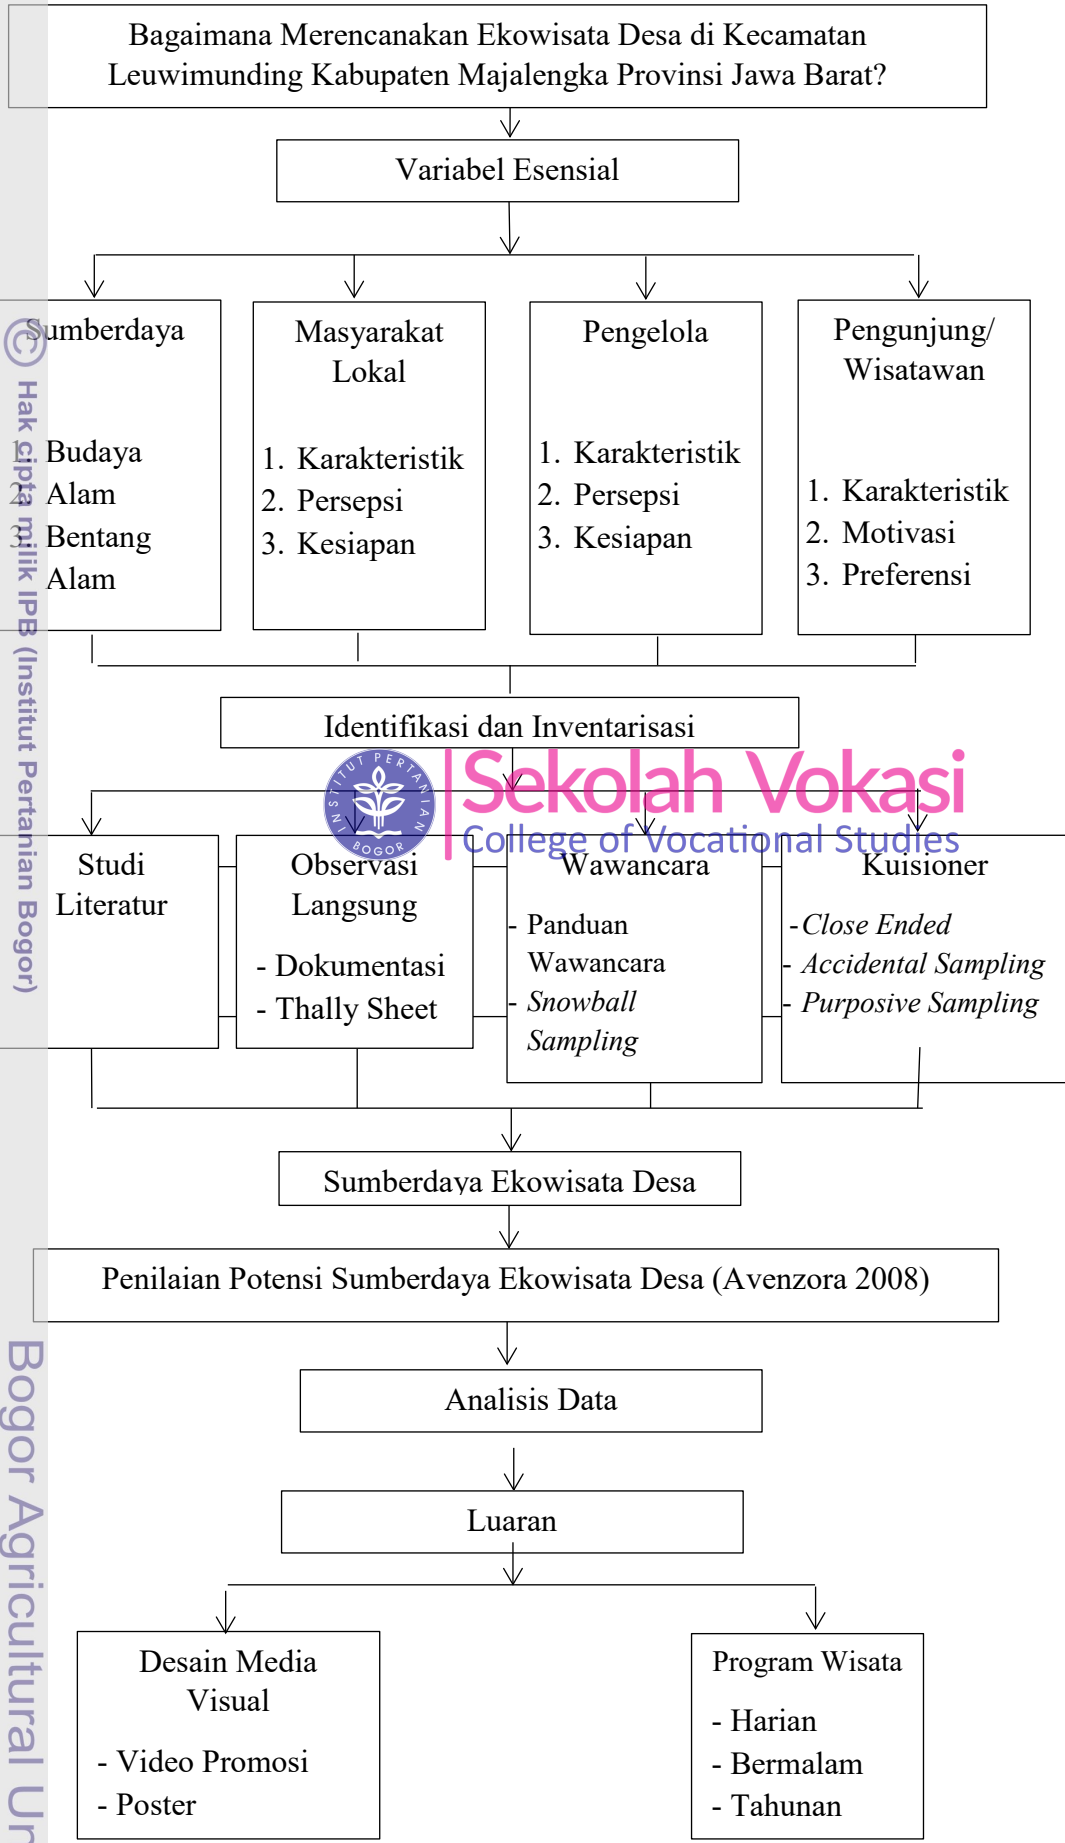 Bagaimana Merencanakan Ekowisata Desa di Kecamatan
Leuwimunding Kabupaten Majalengka Provinsi Jawa Barat?
Variabel Esensial
Sumberdaya
1. Budaya
2. Alam
3. Bentang
Alam
Masyarakat
Lokal
1. Karakteristik
2. Persepsi
3. Kesiapan
Pengelola
1. Karakteristik
2. Persepsi
3. Kesiapan
Pengunjung/
Wisatawan
1. Karakteristik
2. Motivasi
3. Preferensi
Identifikasi dan Inventarisasi
INSTITUT PERTANIAN
BOGOR
Sekolah Vokasi
College of Vocational Studies
Studi
Literatur
Observasi
Langsung
- Dokumentasi
- Thally Sheet
Wawancara
- Panduan
Wawancara
- Snowball
Sampling
Kuisioner
- Close Ended
- Accidental Sampling
- Purposive Sampling
Sumberdaya Ekowisata Desa
Penilaian Potensi Sumberdaya Ekowisata Desa (Avenzora 2008)
Analisis Data
Luaran
Desain Media
Visual
- Video Promosi
- Poster
Program Wisata
- Harian
- Bermalam
- Tahunan
© Hak cipta milik IPB (Institut Pertanian Bogor)
Bogor Agricultural Un